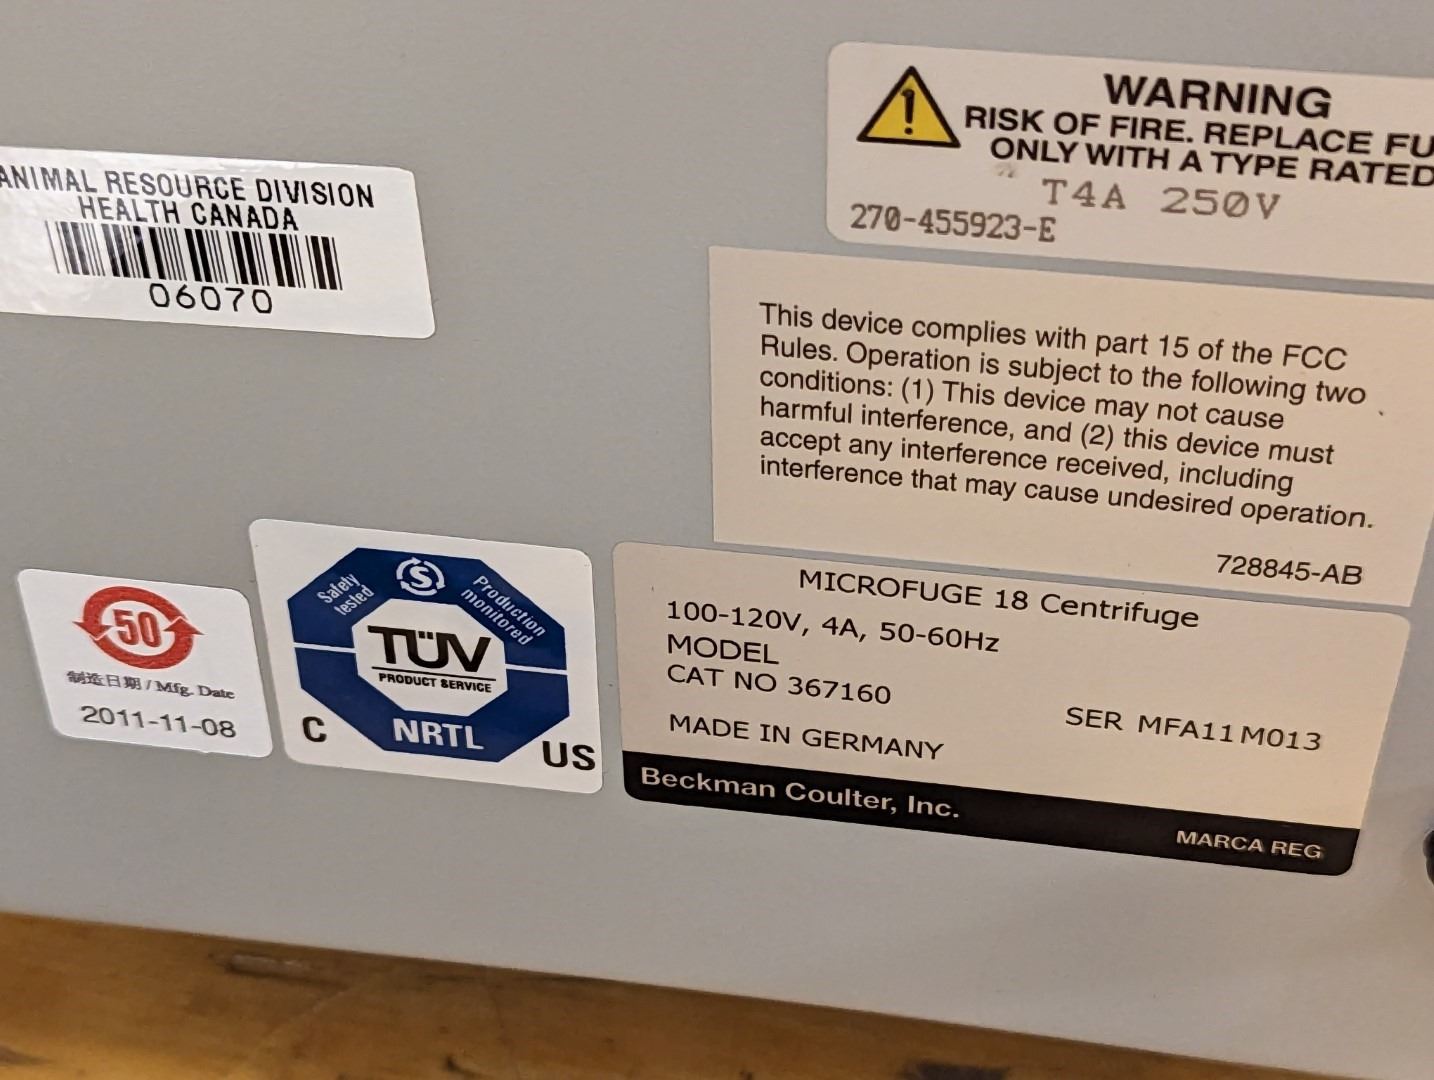 WARNING
RISK OF FIRE. REPLACE FU
ONLY WITH A TYPE RATED
T4A 250V
270-455923-E
ANIMAL RESOURCE DIVISION
HEALTH CANADA
06070
This device complies with part 15 of the FCC
Rules. Operation is subject to the following two
conditions: (1) This device may not cause
harmful interference, and (2) this device must
accept any interference received, including
interference that may cause undesired operation.
728845-AB
50
制造日期 / Mfg. Date
2011-11-08
Safety
tested
S
Production
monitored
TÜV
PRODUCT SERVICE
NRTL
C
US
MICROFUGE 18 Centrifuge
100-120V, 4A, 50-60Hz
MODEL
CAT NO 367160
SER MFA11M013
MADE IN GERMANY
Beckman Coulter, Inc.
MARCA REG